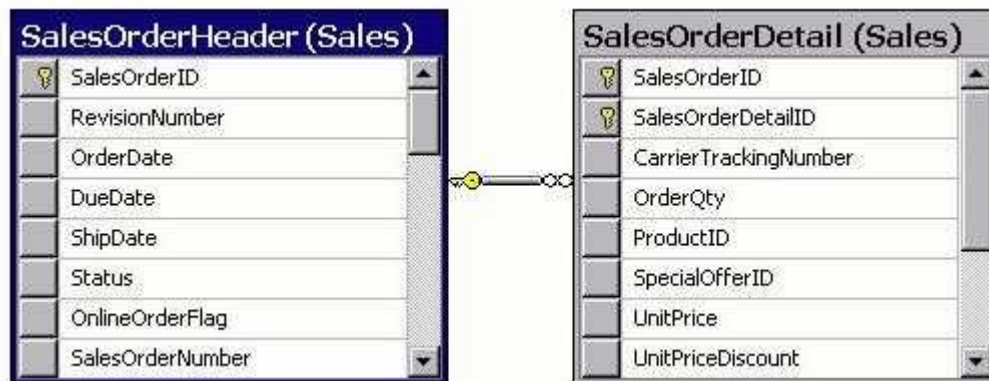 SalesOrderHeader (Sales)
SalesOrderID
RevisionNumber
OrderDate
DueDate
ShipDate
Status
OnlineOrderFlag
SalesOrderNumber
SalesOrderDetail (Sales)
SalesOrderID
SalesOrderDetailID
CarrierTrackingNumber
OrderQty
ProductID
SpecialOfferID
UnitPrice
UnitPriceDiscount